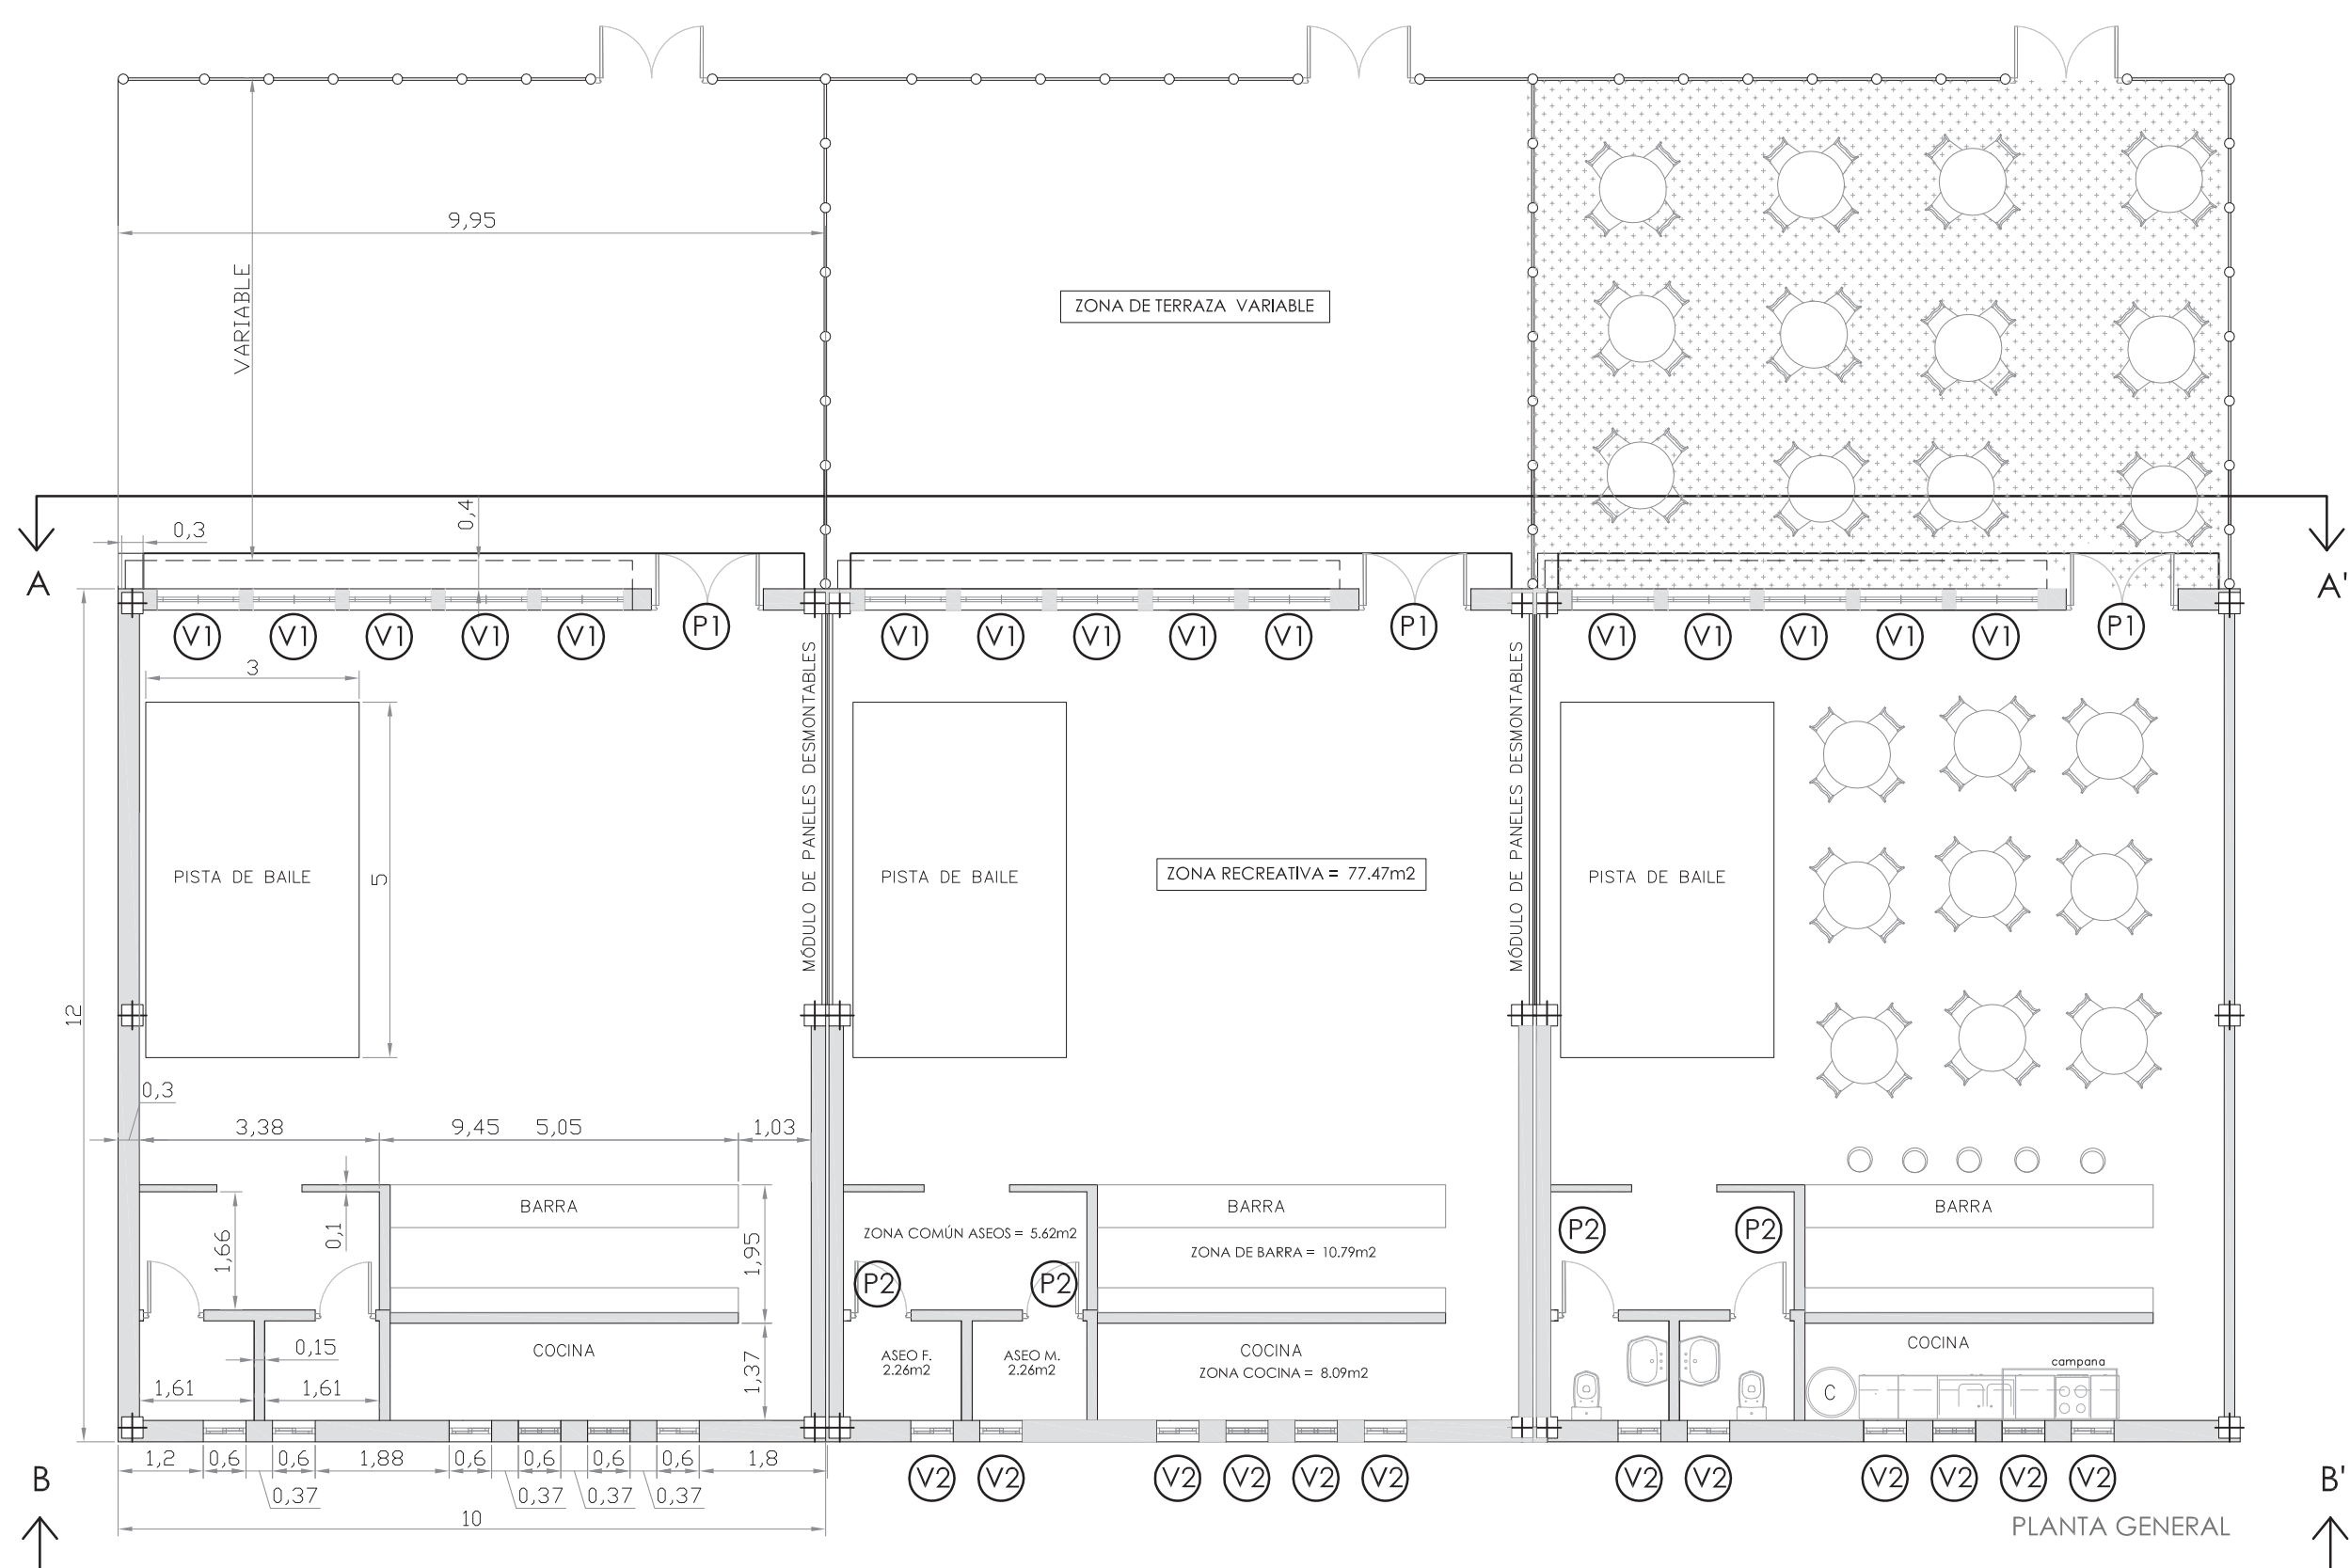 9,95
VARIABLE
ZONA DE TERRAZA VARIABLE
0,4
0,3
A
A'
V1
V1
V1
V1
V1
P1
V1
V1
V1
V1
V1
P1
V1
V1
V1
V1
V1
P1
3
MÓDULO DE PANELES DESMONTABLES
MÓDULO DE PANELES DESMONTABLES
PISTA DE BAILE
5
PISTA DE BAILE
ZONA RECREATIVA = 77.47m2
PISTA DE BAILE
12
0,3
3,38
9,45
5,05
1,03
BARRA
BARRA
BARRA
1,66
0,1
1,95
ZONA COMÚN ASEOS = 5.62m2
ZONA DE BARRA = 10.79m2
P2
P2
P2
P2
0,15
COCINA
1,37
1,61
1,61
ASEO F.
2.26m2
ASEO M.
2.26m2
COCINA
ZONA COCINA = 8.09m2
COCINA
campana
C
1,2
0,6
0,6
1,88
0,6
0,6
0,6
0,6
1,8
0,37
0,37
0,37
0,37
10
V2
V2
V2
V2
V2
V2
V2
V2
V2
V2
V2
V2
B
B'
PLANTA GENERAL